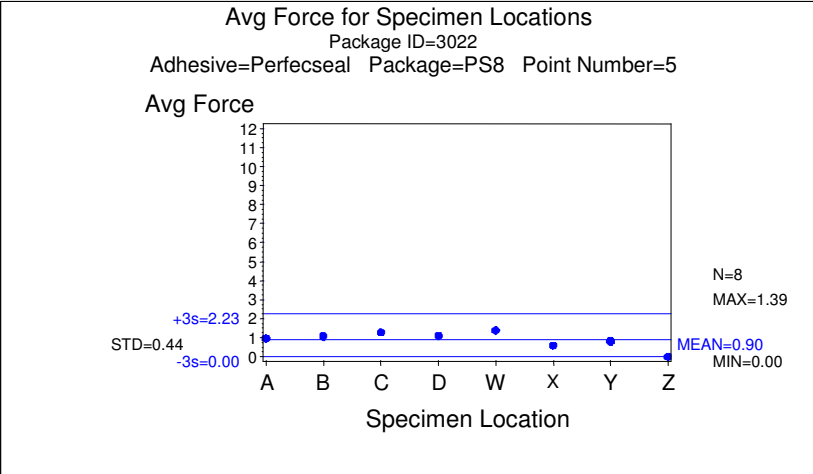 Avg Force for Specimen Locations
Package ID=3022
Adhesive=Perfecseal Package=PS8 Point Number=5
Avg Force
12
11
10
9
8
7
6
5
4
3
2
1
0
+3s=2.23
STD=0.44
-3s=0.00
N=8
MAX=1.39
MEAN=0.90
MIN=0.00
A B C D W X Y Z
Specimen Location